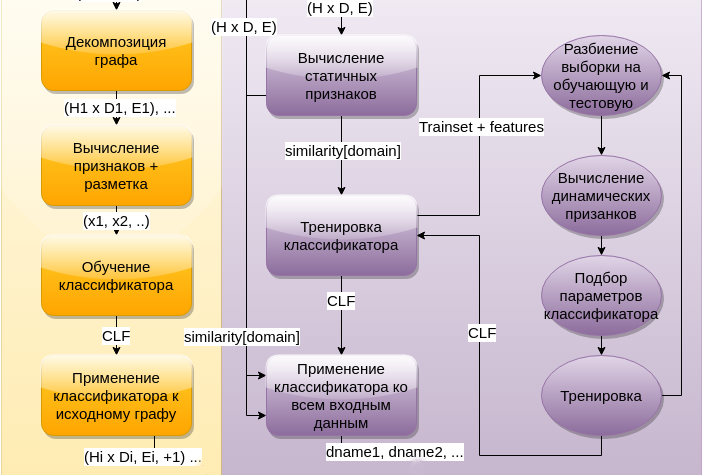 Декомпозиция
графа
(H1 x D1, E1), ...
Вычисление
признаков +
разметка
(x1, x2, ..)
Обучение
классификатора
CLF
Применение
классификатора к
исходному графу
(Hi x Di, Ei, +1) ...
(H x D, E)
(H x D, E)
Вычисление
статичных
признаков
similarity[domain]
Тренировка
классификатора
CLF
similarity[domain]
Применение
классификатора ко
всем входным
данным
dname1, dname2, ...
Trainset + features
CLF
Разбиение
выборки на
обучающую и
тестовую
Вычисление
динамических
призанков
Подбор
параметров
классификатора
Тренировка